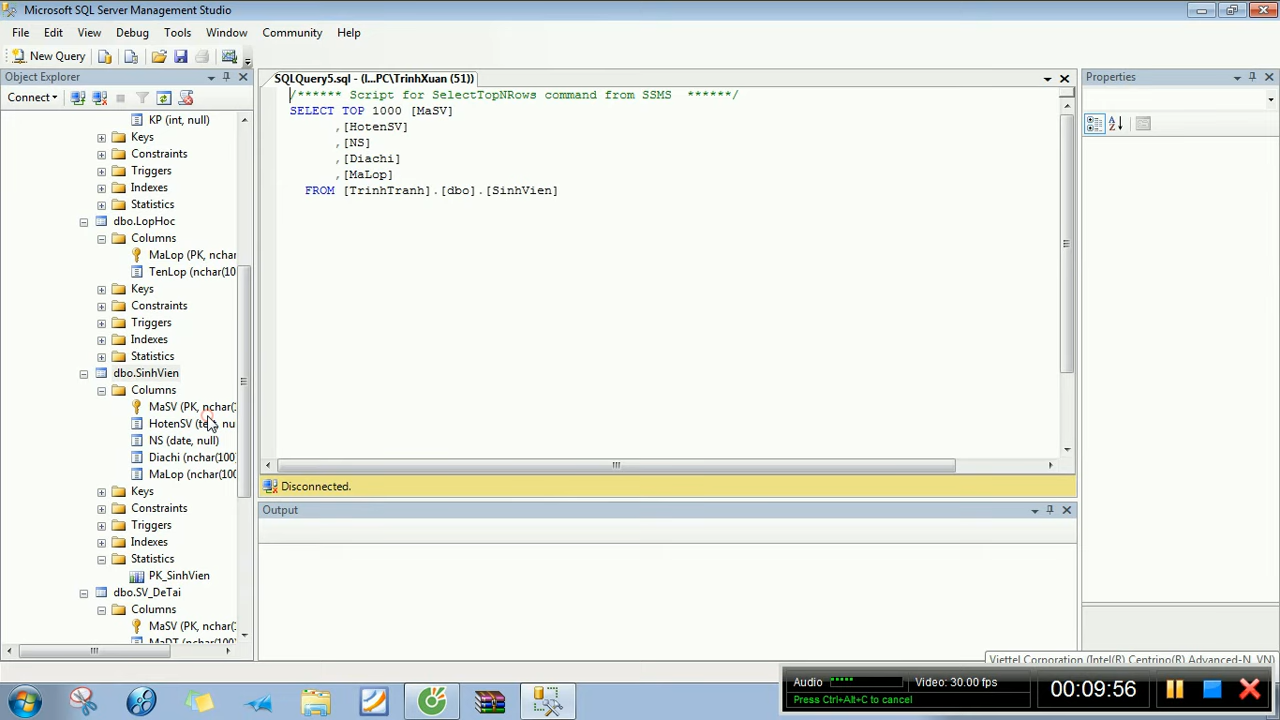 Microsoft SQL Server Management Studio
File Edit View Debug Tools Window Community Help
New Query
Object Explorer
Connect
KP (int, null)
Keys
Constraints
Triggers
Indexes
Statistics
dbo.LopHoc
Columns
MaLop (PK, nchar
TenLop (nchar(10
Keys
Constraints
Triggers
Indexes
Statistics
dbo.SinhVien
Columns
MaSV (PK, nchar(
HotenSV (te nu
NS (date, null)
Diachi (nchar(100
MaLop (nchar(100
Keys
Constraints
Triggers
Indexes
Statistics
PK_SinhVien
dbo.SV_DeTai
Columns
MaSV (PK, nchar(
MaDT (nchar(100
SQLQuery5.sql - (l...PC\TrinhXuan (51))
/****** Script for SelectTopNRows command from SSMS ******/
SELECT TOP 1000 [MaSV]
,[HotenSV]
,[NS]
,[Diachi]
,[MaLop]
FROM [TrinhTranh].[dbo].[SinhVien]
Disconnected.
Output
Properties
Viettel Corporation (Intel(R) Centrino(R) Advanced-N, VN)
Audio
Video: 30.00 fps
Press Ctrl+Alt+C to cancel
00:09:56